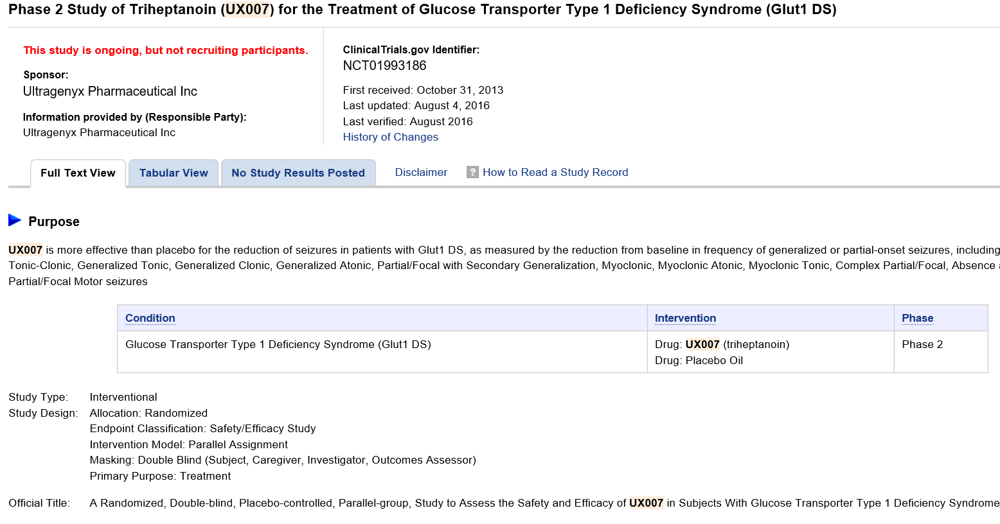 Phase 2 Study of Triheptanoin (UX007) for the Treatment of Glucose Transporter Type 1 Deficiency Syndrome (Glut1 DS)
This study is ongoing, but not recruiting participants.
Sponsor:
Ultragenyx Pharmaceutical Inc
Information provided by (Responsible Party):
Ultragenyx Pharmaceutical Inc
ClinicalTrials.gov Identifier:
NCT01993186
First received: October 31, 2013
Last updated: August 4, 2016
Last verified: August 2016
History of Changes
Full Text View
Tabular View
No Study Results Posted
Disclaimer
? How to Read a Study Record
Purpose
UX007 is more effective than placebo for the reduction of seizures in patients with Glut1 DS, as measured by the reduction from baseline in frequency of generalized or partial-onset seizures, including
Tonic-Clonic, Generalized Tonic, Generalized Clonic, Generalized Atonic, Partial/Focal with Secondary Generalization, Myoclonic, Myoclonic Atonic, Myoclonic Tonic, Complex Partial/Focal, Absence
Partial/Focal Motor seizures
Condition
Intervention
Phase
Glucose Transporter Type 1 Deficiency Syndrome (Glut1 DS)
Drug: UX007 (triheptanoin)
Drug: Placebo Oil
Phase 2
Study Type: Interventional
Study Design: Allocation: Randomized
Endpoint Classification: Safety/Efficacy Study
Intervention Model: Parallel Assignment
Masking: Double Blind (Subject, Caregiver, Investigator, Outcomes Assessor)
Primary Purpose: Treatment
Official Title: A Randomized, Double-blind, Placebo-controlled, Parallel-group, Study to Assess the Safety and Efficacy of UX007 in Subjects With Glucose Transporter Type 1 Deficiency Syndrome